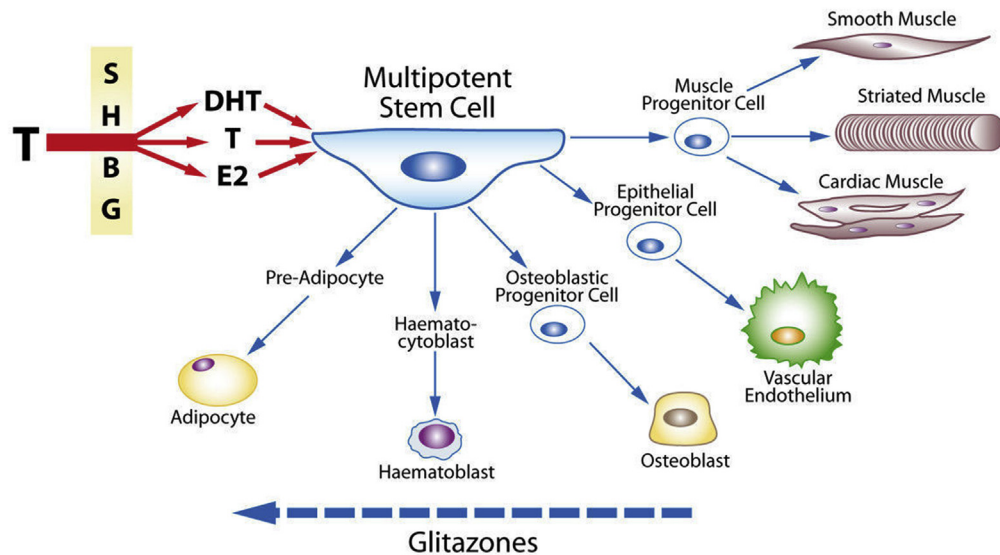 T
S
H
B
G
DHT
T
E2
Multipotent
Stem Cell
Muscle
Progenitor Cell
Smooth Muscle
Striated Muscle
Cardiac Muscle
Epithelial
Progenitor Cell
Vascular
Endothelium
Osteoblastic
Progenitor Cell
Osteoblast
Haemato-
cytoblast
Haematoblast
Pre-Adipocyte
Adipocyte
Glitazones